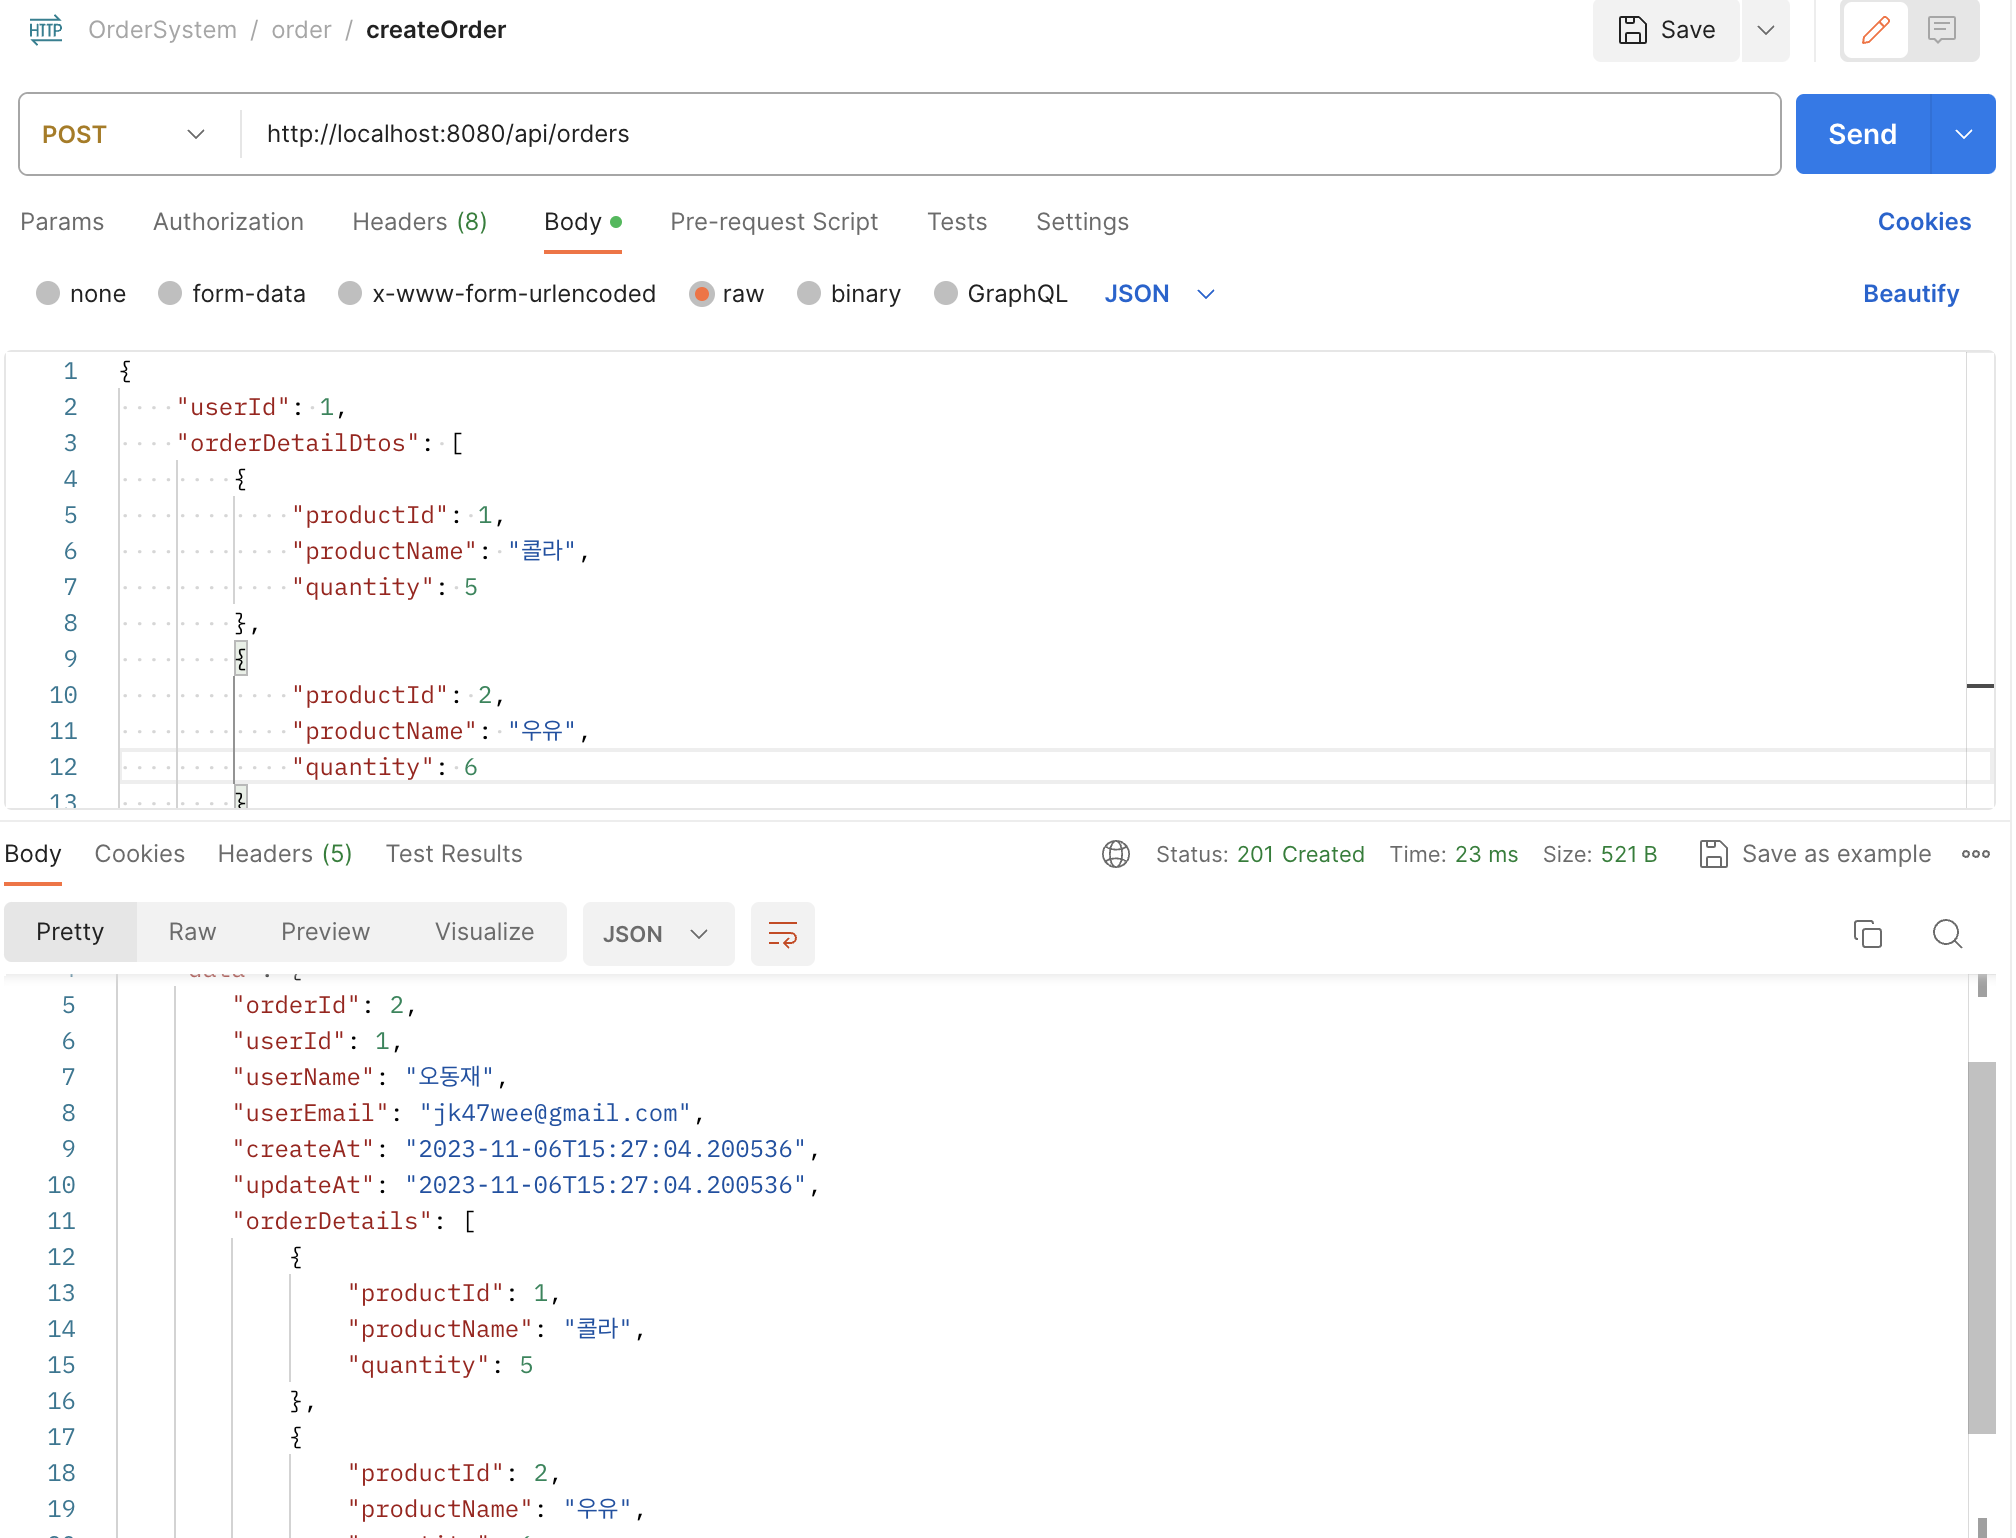 HTTP OrderSystem / order / createOrder Save
POST http://localhost:8080/api/orders Send
Params Authorization Headers (8) Body Pre-request Script Tests Settings Cookies
none form-data x-www-form-urlencoded raw binary GraphQL JSON Beautify
1 {
2 "userId": 1,
3 "orderDetailDtos": [
4 {
5 "productId": 1,
6 "productName": "콜라",
7 "quantity": 5
8 },
9 {
10 "productId": 2,
11 "productName": "우유",
12 "quantity": 6
13 }
Body Cookies Headers (5) Test Results Status: 201 Created Time: 23 ms Size: 521 B Save as example
Pretty Raw Preview Visualize JSON
"data": {
5 "orderId": 2,
6 "userId": 1,
7 "userName": "오동재",
8 "userEmail": "jk47wee@gmail.com",
9 "createAt": "2023-11-06T15:27:04.200536",
10 "updateAt": "2023-11-06T15:27:04.200536",
11 "orderDetails": [
12 {
13 "productId": 1,
14 "productName": "콜라",
15 "quantity": 5
16 },
17 {
18 "productId": 2,
19 "productName": "우유",